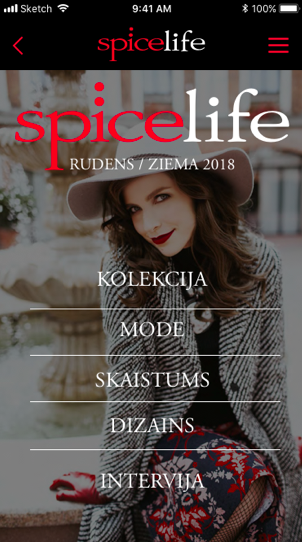 Sketch 9:41 AM 100%
spicelife
spicelife
RUDENS / ZIEMA 2018
KOLEKCIJA
MODE
SKAISTUMS
DIZAINS
INTERVIJA